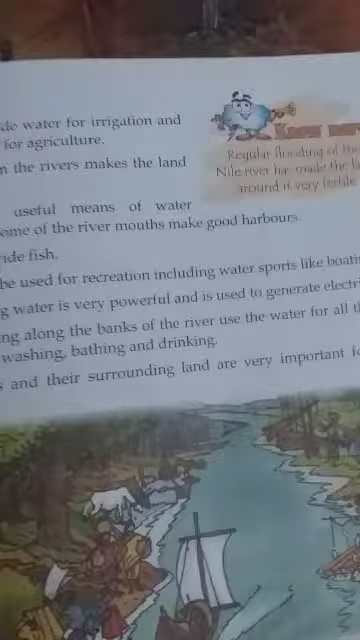 de water for irrigation and
for agriculture.
the rivers makes the land
useful means of water
ome of the river mouths make good harbours.
ide fish.
be used for recreation including water sports like boati
g water is very powerful and is used to generate electri
ng along the banks of the river use the water for all t
washing, bathing and drinking.
s and their surrounding land are very important fo
Know
Regular flooding of the
Nile river has made the la
around it very fertile